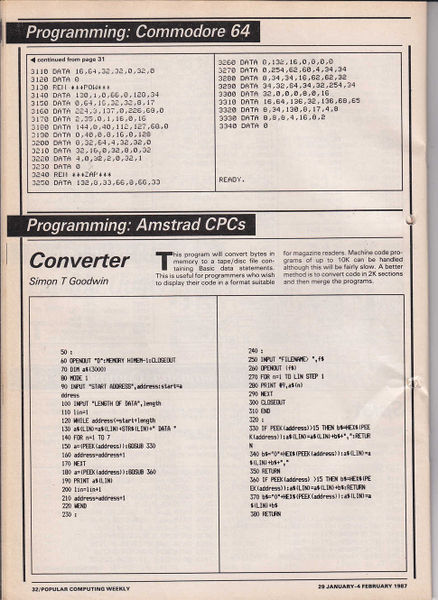 Programming: Commodore 64
continued from page 31
3110 DATA 16,64,32,32,0,32,0
3120 DATA 0
3130 REM ***POW***
3140 DATA 130,1,0,66,0,128,34
3150 DATA 0,64,16,32,32,8,17
3160 DATA 224,3,137,0,226,68,0
3170 DATA 2,35,0,1,16,0,16
3180 DATA 144,0,40,112,127,68,0
3190 DATA 0,40,0,8,16,0,128
3200 DATA 8,32,64,4,32,32,0
3210 DATA 32,16,0,32,8,0,32
3220 DATA 4,0,32,2,0,32,1
3230 DATA 0
3240 REM ***ZAP***
3250 DATA 132,8,33,66,8,66,33
3260 DATA 8,132,16,0,8,0,0
3270 DATA 0,254,62,60,4,34,34
3280 DATA 8,34,34,16,62,62,32
3290 DATA 34,32,84,34,32,254,34
3300 DATA 32,0,0,0,8,0,16
3310 DATA 16,64,136,32,136,68,65
3320 DATA 8,34,130,8,17,4,8
3330 DATA 8,8,8,4,16,8,2
3340 DATA 0
READY.
Programming: Amstrad CPCs
Converter
Simon T Goodwin
This program will convert bytes in
memory to a tape/disc file con-
taining Basic data statements.
This is useful for programmers who wish
to display their code in a format suitable
for magazine readers. Machine code pro-
grams of up to 10K can be handled
although this will be fairly slow. A better
method is to convert code in 2K sections
and then merge the programs.
50 :
60 OPENOUT "D":MEMORY HIMEM-1:CLOSEOUT
70 DIM a$(3000)
80 MODE 1
90 INPUT "START ADDRESS",address:start=a
ddress
100 INPUT "LENGTH OF DATA",length
110 lin=1
120 WHILE address<=start+length
130 a$(LIN)=a$(LIN)+STR$(LIN)+" DATA "
140 FOR n=1 TO 7
150 a=(PEEK(address)):GOSUB 330
160 address=address+1
170 NEXT
180 a=(PEEK(address)):GOSUB 360
190 PRINT a$(LIN)
200 lin=lin+1
210 address=address+1
220 WEND
230 :
240 :
250 INPUT "FILENAME> ",f$
260 OPENOUT (f$)
270 FOR n=1 TO LIN STEP 1
280 PRINT #9,a$(n)
290 NEXT
300 CLOSEOUT
310 END
320 :
330 IF PEEK(address)>15 THEN b$=HEX$(PEE
K(address)):a$(LIN)=a$(LIN)+b$+",":RETUR
N
340 b$="0"+HEX$(PEEK(address)):a$(LIN)=a
$(LIN)+b$+","
350 RETURN
360 IF PEEK(address) >15 THEN b$=HEX$(PE
EK(address)):a$(LIN)=a$(LIN)+b$:RETURN
370 b$="0"+HEX$(PEEK(address)):a$(LIN)=a
$(LIN)+b$
380 RETURN
32/POPULAR COMPUTING WEEKLY
29 JANUARY-4 FEBRUARY 1987